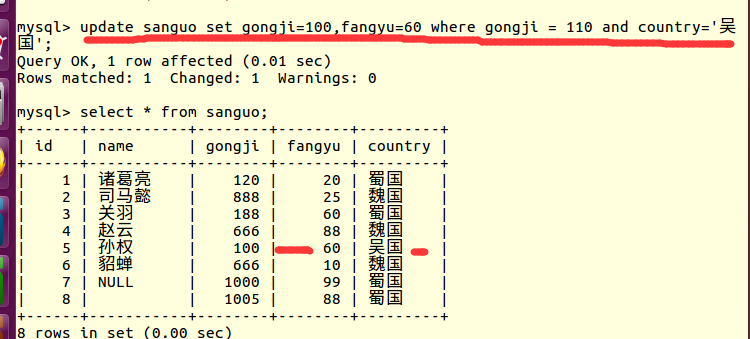 mysql> update sanguo set gongji=100,fangyu=60 where gongji = 110 and country='吴
国';
Query OK, 1 row affected (0.01 sec)
Rows matched: 1  Changed: 1  Warnings: 0
mysql> select * from sanguo;
+------+-----------+--------+--------+---------+
| id   | name      | gongji | fangyu | country |
+------+-----------+--------+--------+---------+
|    1 | 诸葛亮    |    120 |     20 | 蜀国    |
|    2 | 司马懿    |    888 |     25 | 魏国    |
|    3 | 关羽      |    188 |     60 | 蜀国    |
|    4 | 赵云      |    666 |     88 | 魏国    |
|    5 | 孙权      |    100 |     60 | 吴国    |
|    6 | 貂蝉      |    666 |     10 | 魏国    |
|    7 | NULL      |   1000 |     99 | 蜀国    |
|    8 |           |   1005 |     88 | 蜀国    |
+------+-----------+--------+--------+---------+
8 rows in set (0.00 sec)